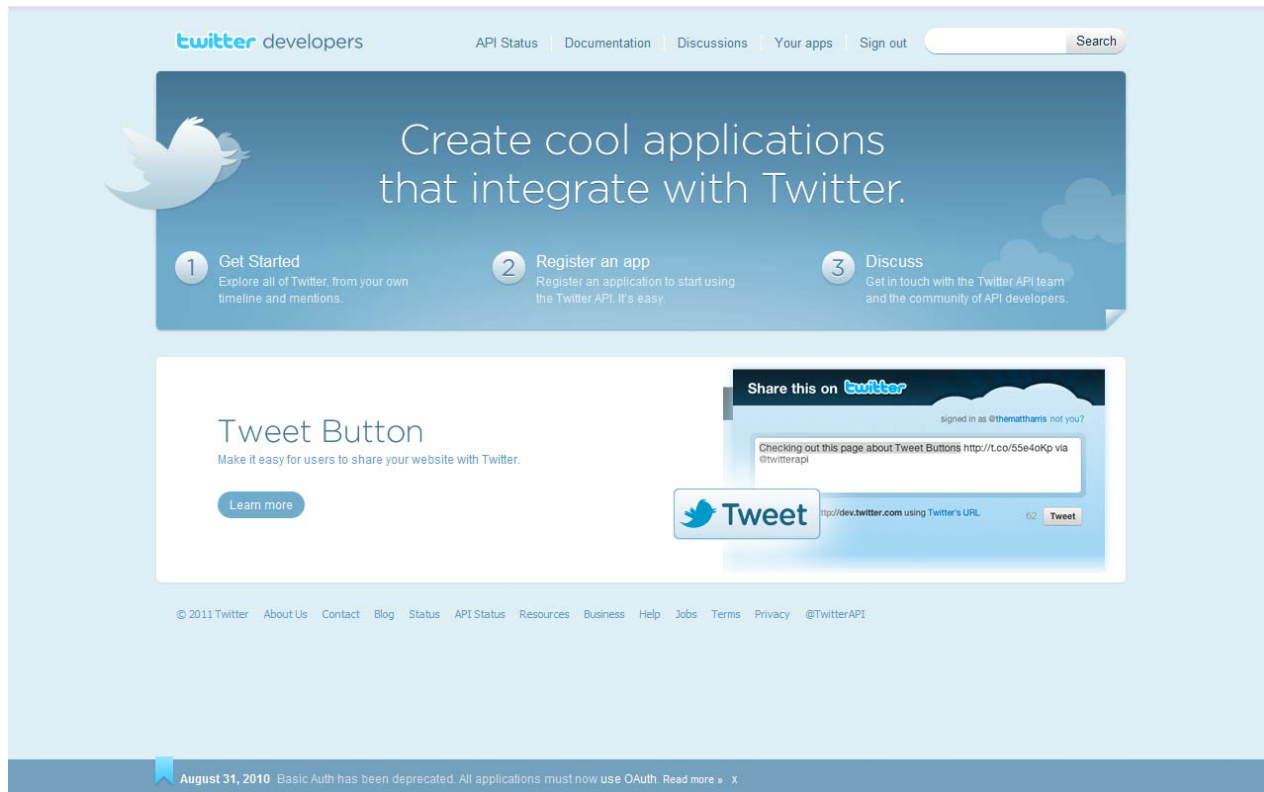 twitter developers
API Status Documentation Discussions Your apps Sign out Search
Create cool applications
that integrate with Twitter.
1 Get Started
Explore all of Twitter, from your own
timeline and mentions.
2 Register an app
Register an application to start using
the Twitter API. It's easy.
3 Discuss
Get in touch with the Twitter API team
and the community of API developers.
Tweet Button
Make it easy for users to share your website with Twitter.
Learn more
Share this on twitter
signed in as @themattharris not you?
Checking out this page about Tweet Buttons http://t.co/55e4oKp via
@twitterapi
Tweet
ttp://dev.twitter.com using Twitter's URL 62 Tweet
© 2011 Twitter About Us Contact Blog Status API Status Resources Business Help Jobs Terms Privacy @TwitterAPI
August 31, 2010 Basic Auth has been deprecated. All applications must now use OAuth. Read more » x